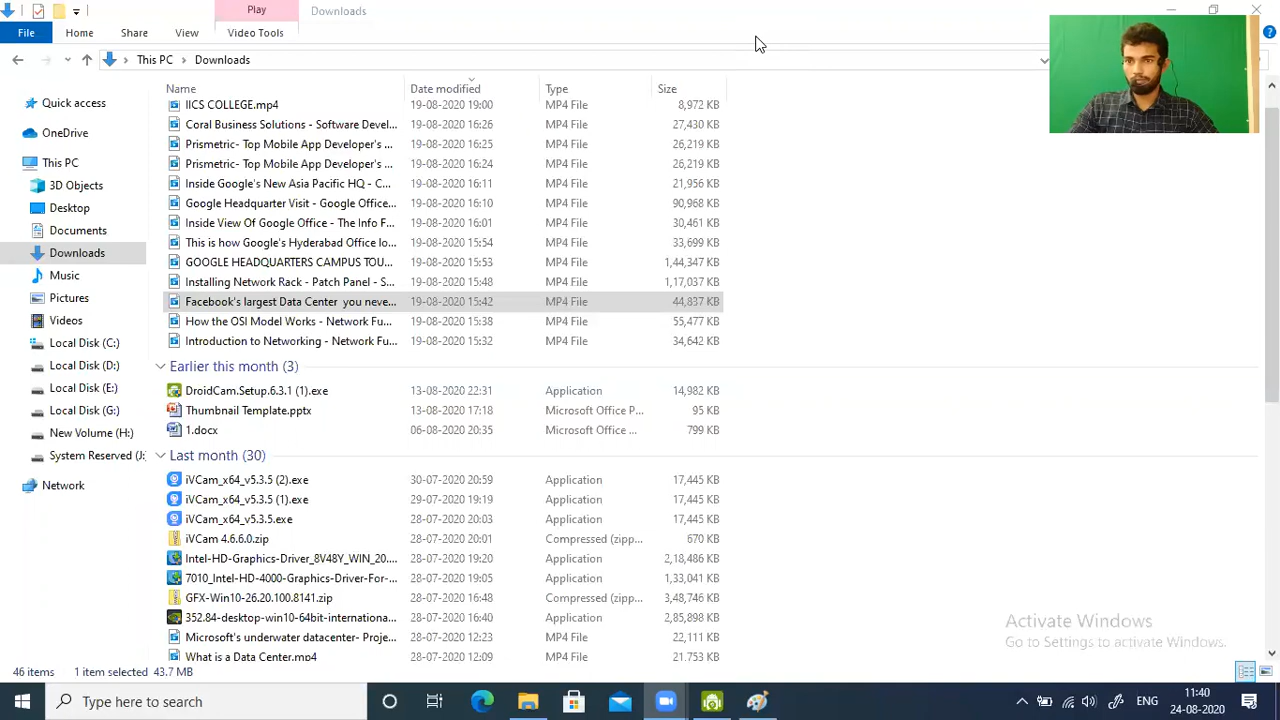 Play
Downloads
File
Home
Share
View
Video Tools
This PC
Downloads
Name
Date modified
Type
Size
Quick access
OneDrive
This PC
3D Objects
Desktop
Documents
Downloads
Music
Pictures
Videos
Local Disk (C:)
Local Disk (D:)
Local Disk (E:)
Local Disk (G:)
New Volume (H:)
System Reserved (J:
Network
IICS COLLEGE.mp4 19-08-2020 19:00 MP4 File 8,972 KB
Coral Business Solutions - Software Devel... 19-08-2020 16:26 MP4 File 27,430 KB
Prismetric- Top Mobile App Developer's ... 19-08-2020 16:25 MP4 File 26,219 KB
Prismetric- Top Mobile App Developer's ... 19-08-2020 16:24 MP4 File 26,219 KB
Inside Google's New Asia Pacific HQ - C... 19-08-2020 16:11 MP4 File 21,956 KB
Google Headquarter Visit - Google Office... 19-08-2020 16:10 MP4 File 90,968 KB
Inside View Of Google Office - The Info F... 19-08-2020 16:01 MP4 File 30,461 KB
This is how Google's Hyderabad Office lo... 19-08-2020 15:54 MP4 File 33,699 KB
GOOGLE HEADQUARTERS CAMPUS TOU... 19-08-2020 15:53 MP4 File 1,44,347 KB
Installing Network Rack - Patch Panel - S... 19-08-2020 15:48 MP4 File 1,17,037 KB
Facebook's largest Data Center you neve... 19-08-2020 15:42 MP4 File 44,837 KB
How the OSI Model Works - Network Fu... 19-08-2020 15:38 MP4 File 55,477 KB
Introduction to Networking - Network Fu... 19-08-2020 15:32 MP4 File 34,642 KB
Earlier this month (3)
DroidCam.Setup.6.3.1 (1).exe 13-08-2020 22:31 Application 14,982 KB
Thumbnail Template.pptx 13-08-2020 17:18 Microsoft Office P... 95 KB
1.docx 06-08-2020 20:35 Microsoft Office ... 799 KB
Last month (30)
iVCam_x64_v5.3.5 (2).exe 30-07-2020 20:59 Application 17,445 KB
iVCam_x64_v5.3.5 (1).exe 29-07-2020 19:19 Application 17,445 KB
iVCam_x64_v5.3.5.exe 28-07-2020 20:03 Application 17,445 KB
iVCam 4.6.6.0.zip 28-07-2020 20:01 Compressed (zipp... 670 KB
Intel-HD-Graphics-Driver_8V48Y_WIN_20.... 28-07-2020 19:20 Application 2,18,486 KB
7010_Intel-HD-4000-Graphics-Driver-For-... 28-07-2020 19:05 Application 1,33,041 KB
GFX-Win10-26.20.100.8141.zip 28-07-2020 16:48 Compressed (zipp... 3,48,746 KB
352.84-desktop-win10-64bit-internationa... 28-07-2020 16:40 Application 2,85,898 KB
Microsoft's underwater datacenter- Proje... 28-07-2020 12:23 MP4 File 22,111 KB
What is a Data Center.mp4 28-07-2020 12:09 MP4 File 21,753 KB
Activate Windows
Go to Settings to activate Windows.
46 items 1 item selected 43.7 MB
Type here to search
ENG
11:40
24-08-2020